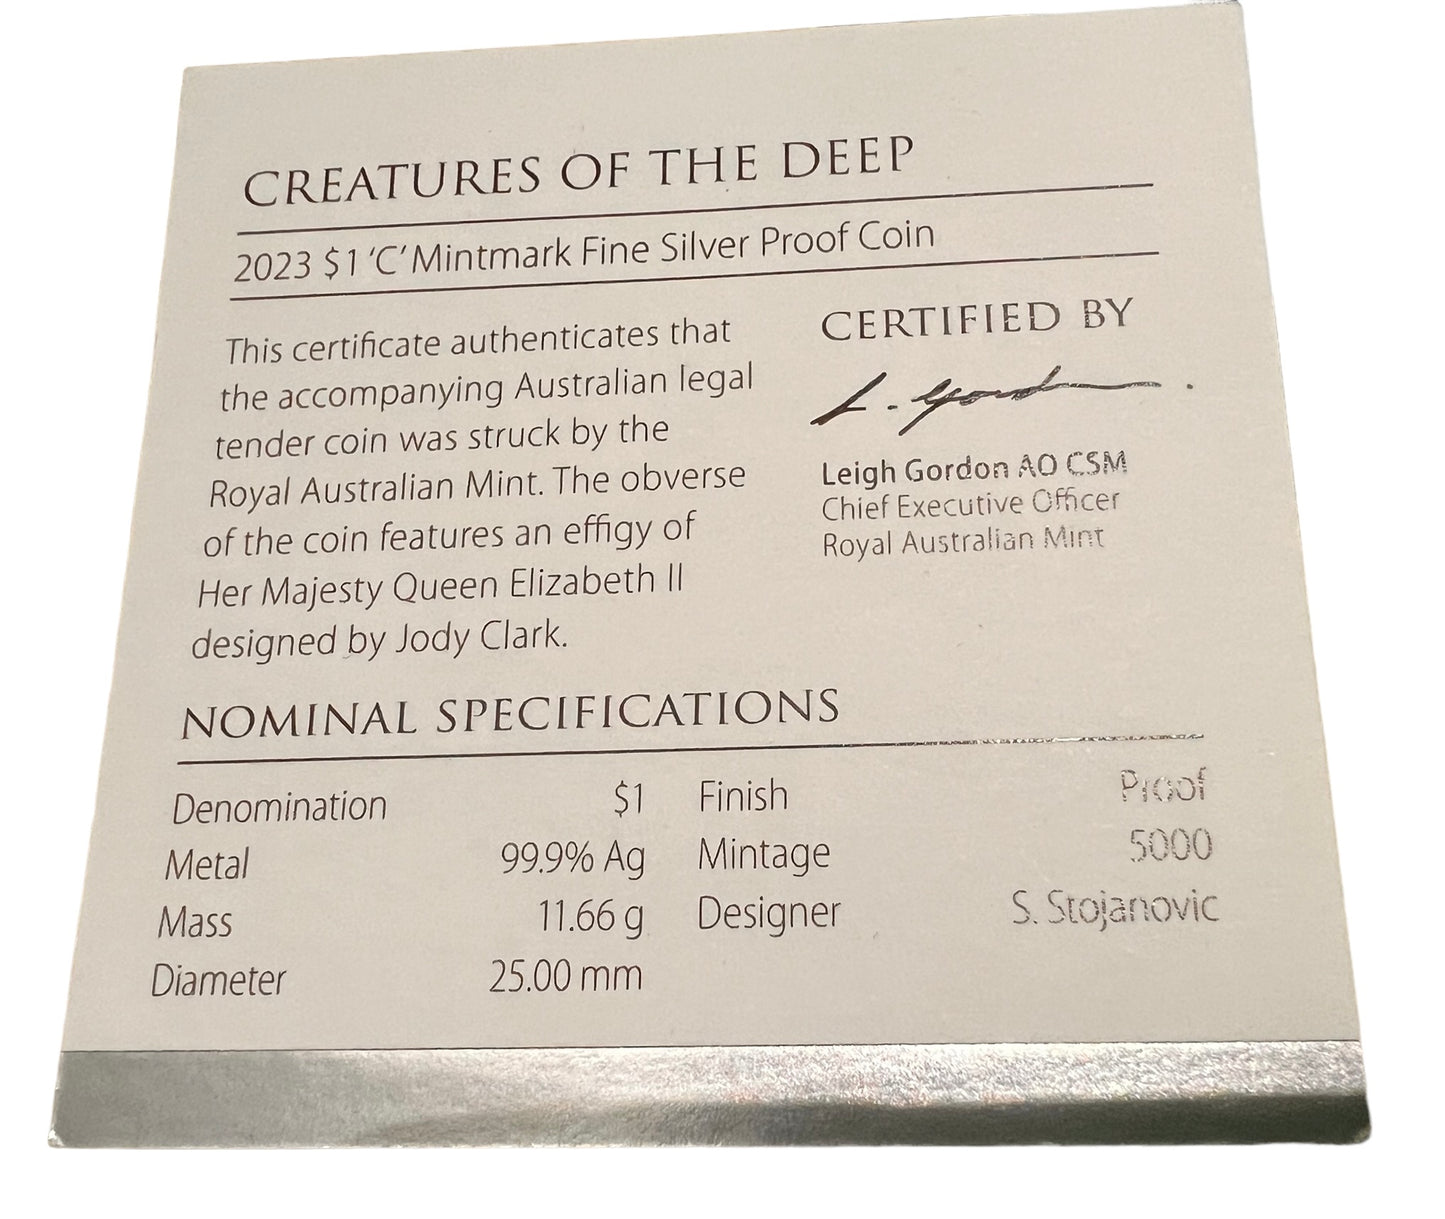 CREATURES OF THE DEEP
2023 $1 ‘C’ Mintmark Fine Silver Proof Coin
This certificate authenticates that
the accompanying Australian legal
tender coin was struck by the
Royal Australian Mint. The obverse
of the coin features an effigy of
Her Majesty Queen Elizabeth II
designed by Jody Clark.
CERTIFIED BY
L. Gordon.
Leigh Gordon AO CSM
Chief Executive Officer
Royal Australian Mint
NOMINAL SPECIFICATIONS
Denomination $1 Finish Proof
Metal 99.9% Ag Mintage 5000
Mass 11.66 g Designer S. Stojanovic
Diameter 25.00 mm